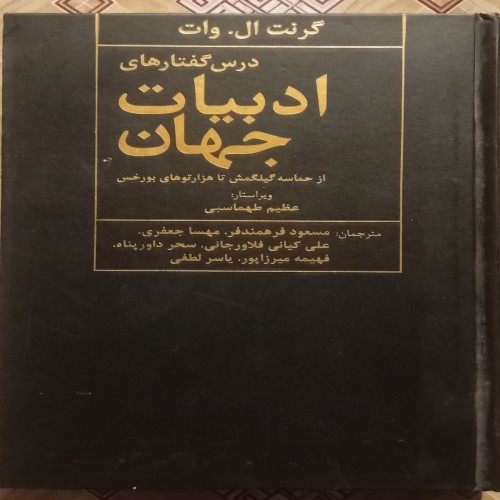 گرنت ال. وات
درس گفتارهای
ادبیات
جهان
از حماسه گیلگمش تا هزارتوهای بورخس
ویراستار:
عظیم طهماسبی
مترجمان: مسعود فرهمندفر. مهسا جعفری.
علی کیانی فلاورجانی. سحر داورپناه.
فهیمه میرزاپور. یاسر لطفی